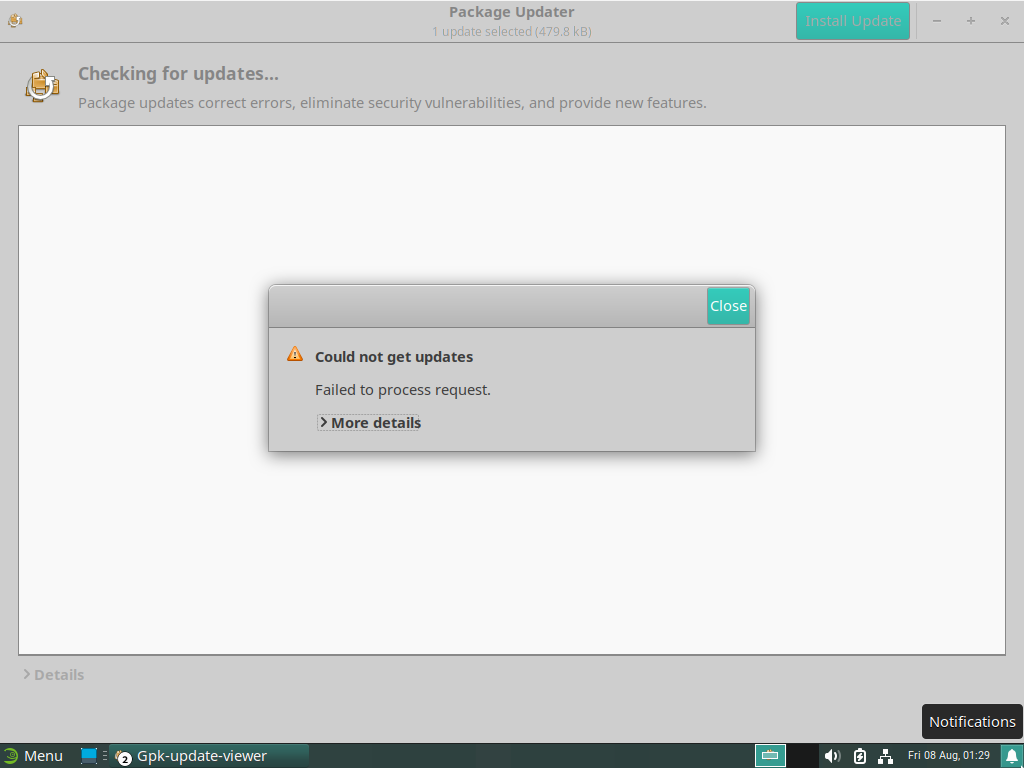 Package Updater
1 update selected (479.8 kB)
Install Update
Checking for updates...
Package updates correct errors, eliminate security vulnerabilities, and provide new features.
Close
Could not get updates
Failed to process request.
More details
Details
Notifications
Menu
2
Gpk-update-viewer
Fri 08 Aug, 01:29